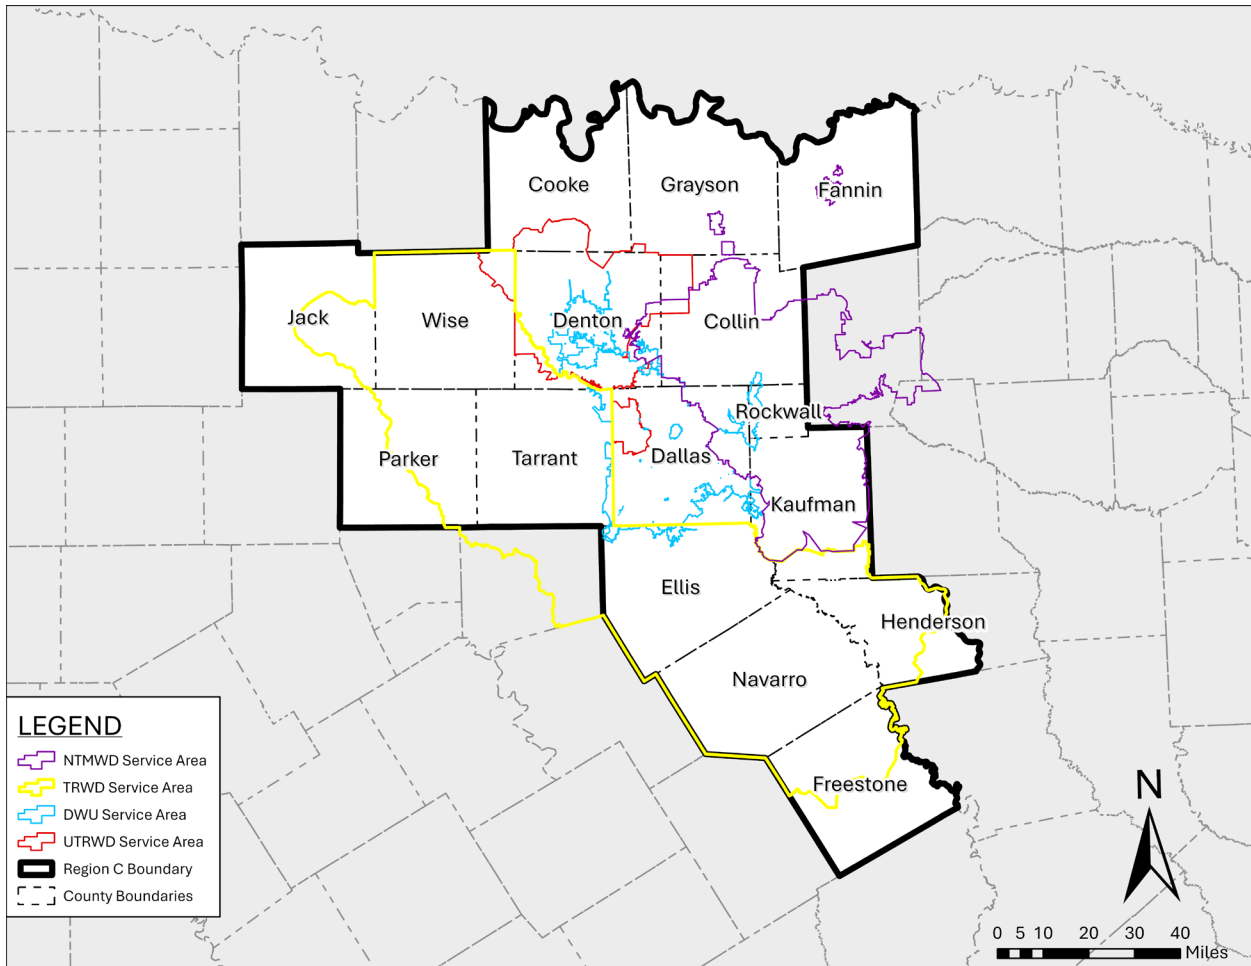 Cooke
Grayson
Fannin
Jack
Wise
Denton
Collin
Rockwall
Parker
Tarrant
Dallas
Kaufman
Ellis
Henderson
Navarro
Freestone
LEGEND
NTMWD Service Area
TRWD Service Area
DWU Service Area
UTRWD Service Area
Region C Boundary
County Boundaries
N
0 5 10 20 30 40
Miles